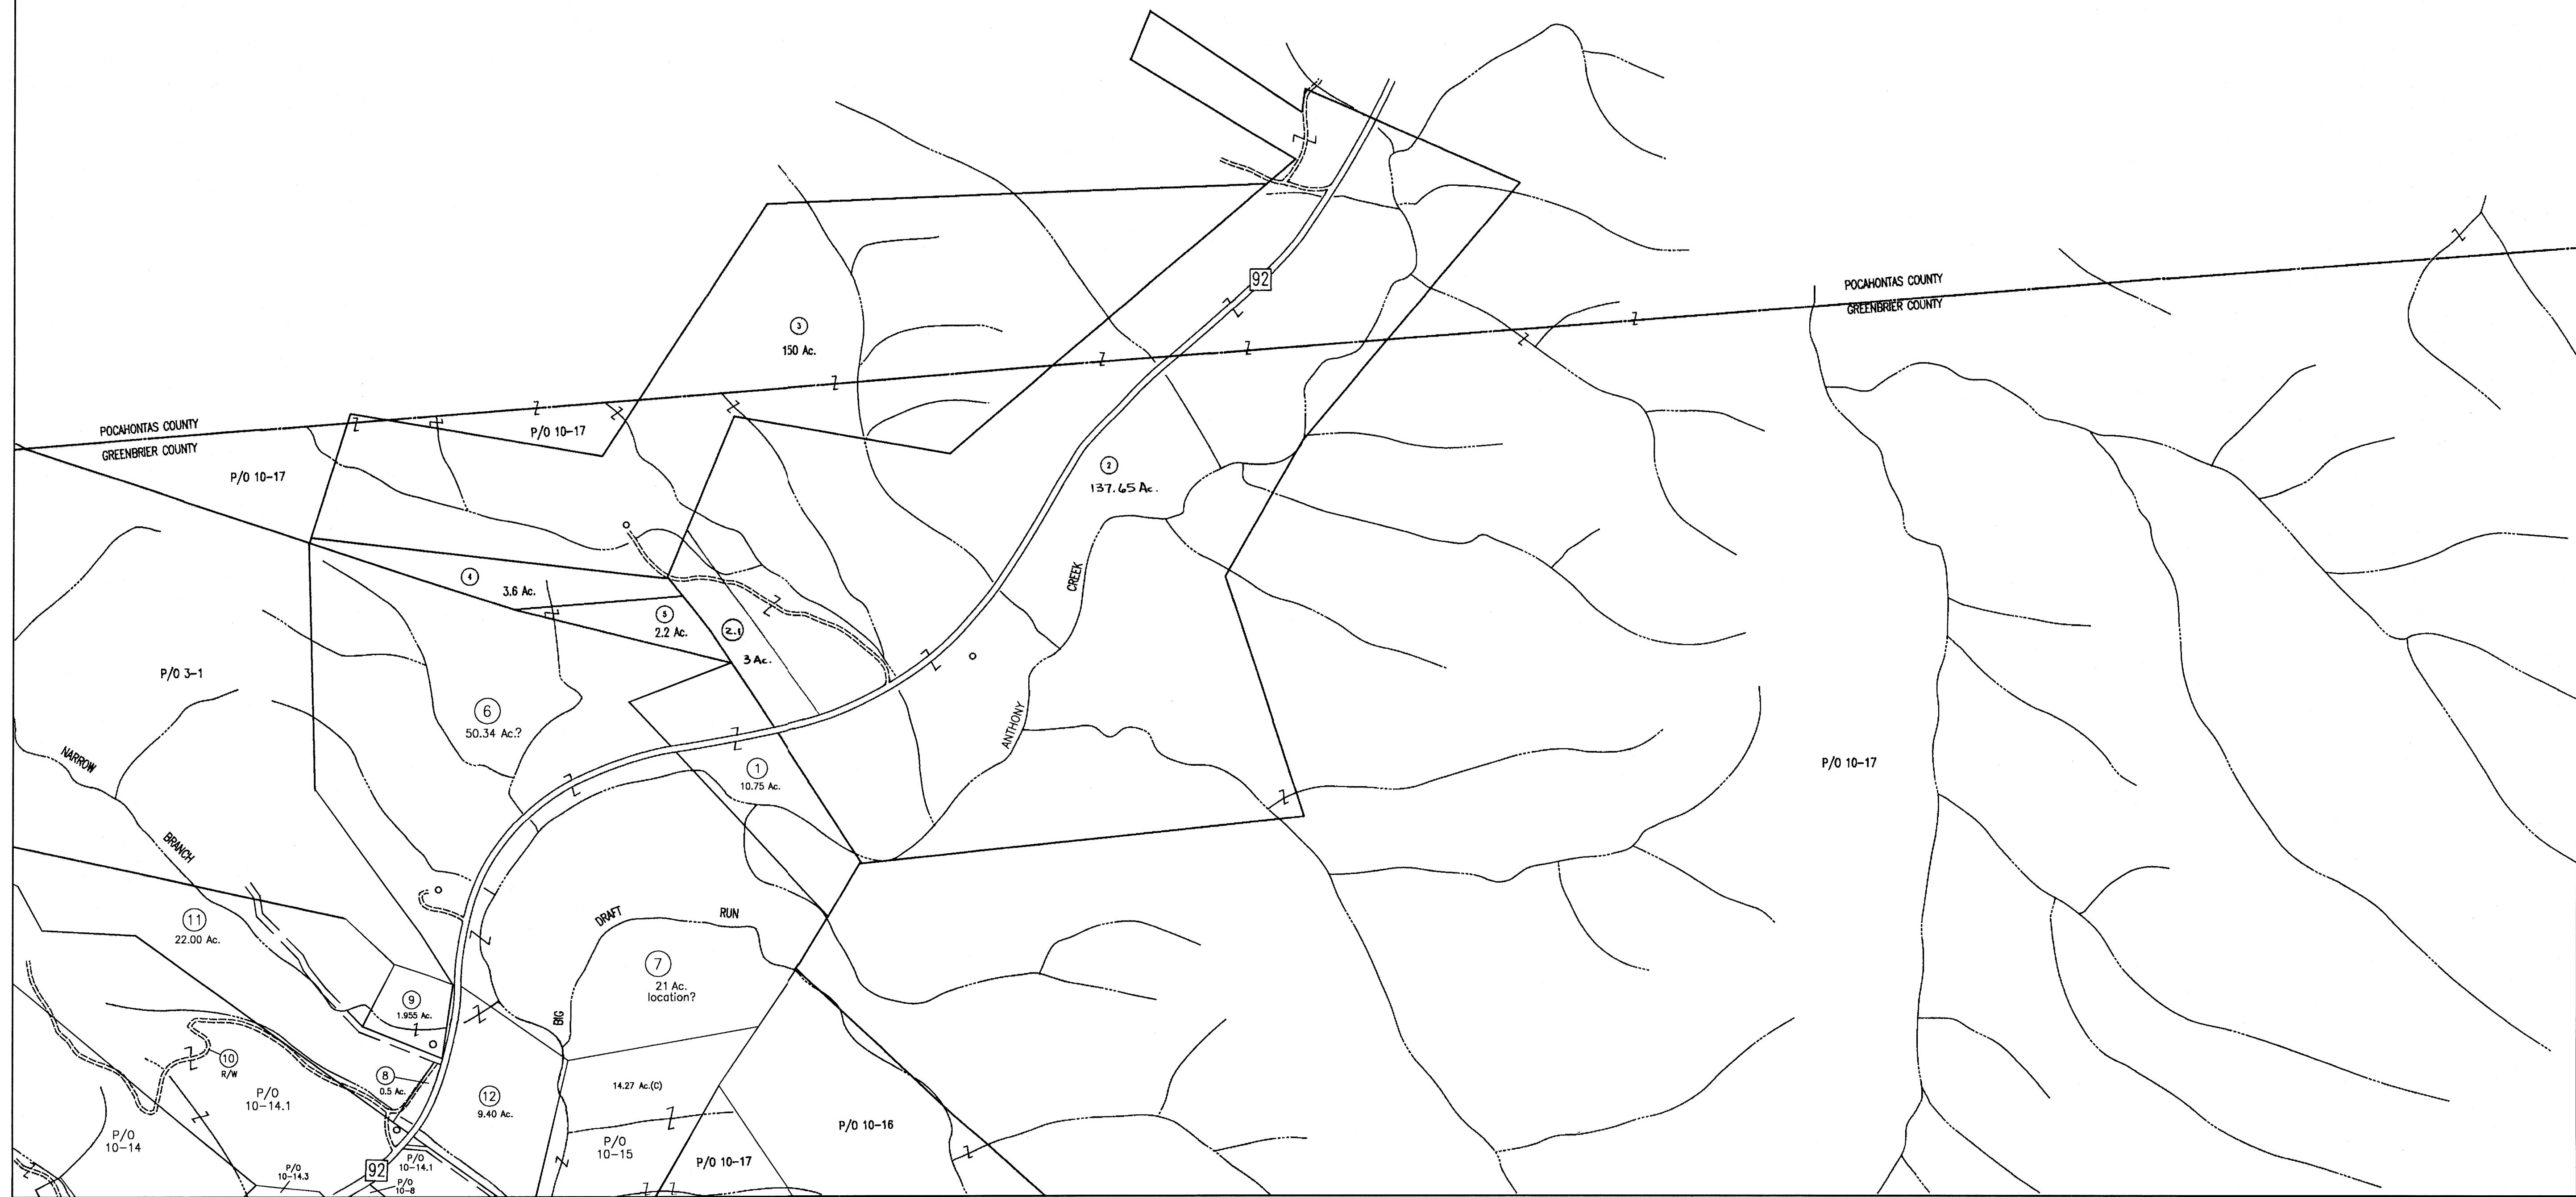 92
POCAHONTAS COUNTY
GREENBRIER COUNTY
3
150 Ac.
POCAHONTAS COUNTY
GREENBRIER COUNTY
P/O 10-17
P/O 10-17
2
137.65 Ac.
4
3.6 Ac.
5
2.2 Ac.
2.1
3 Ac.
CREEK
ANTHONY
P/O 3-1
6
50.34 Ac.?
NARROW
BRANCH
1
10.75 Ac.
P/O 10-17
11
22.00 Ac.
DRAFT
RUN
BIG
7
21 Ac.
location?
9
1.955 Ac.
10
R/W
8
0.5 Ac.
P/O
10-14.1
12
9.40 Ac.
14.27 Ac.(C)
P/O
10-14
P/O
10-15
P/O 10-16
P/O 10-17
P/O
10-14.3
92
P/O
10-14.1
P/O
10-8